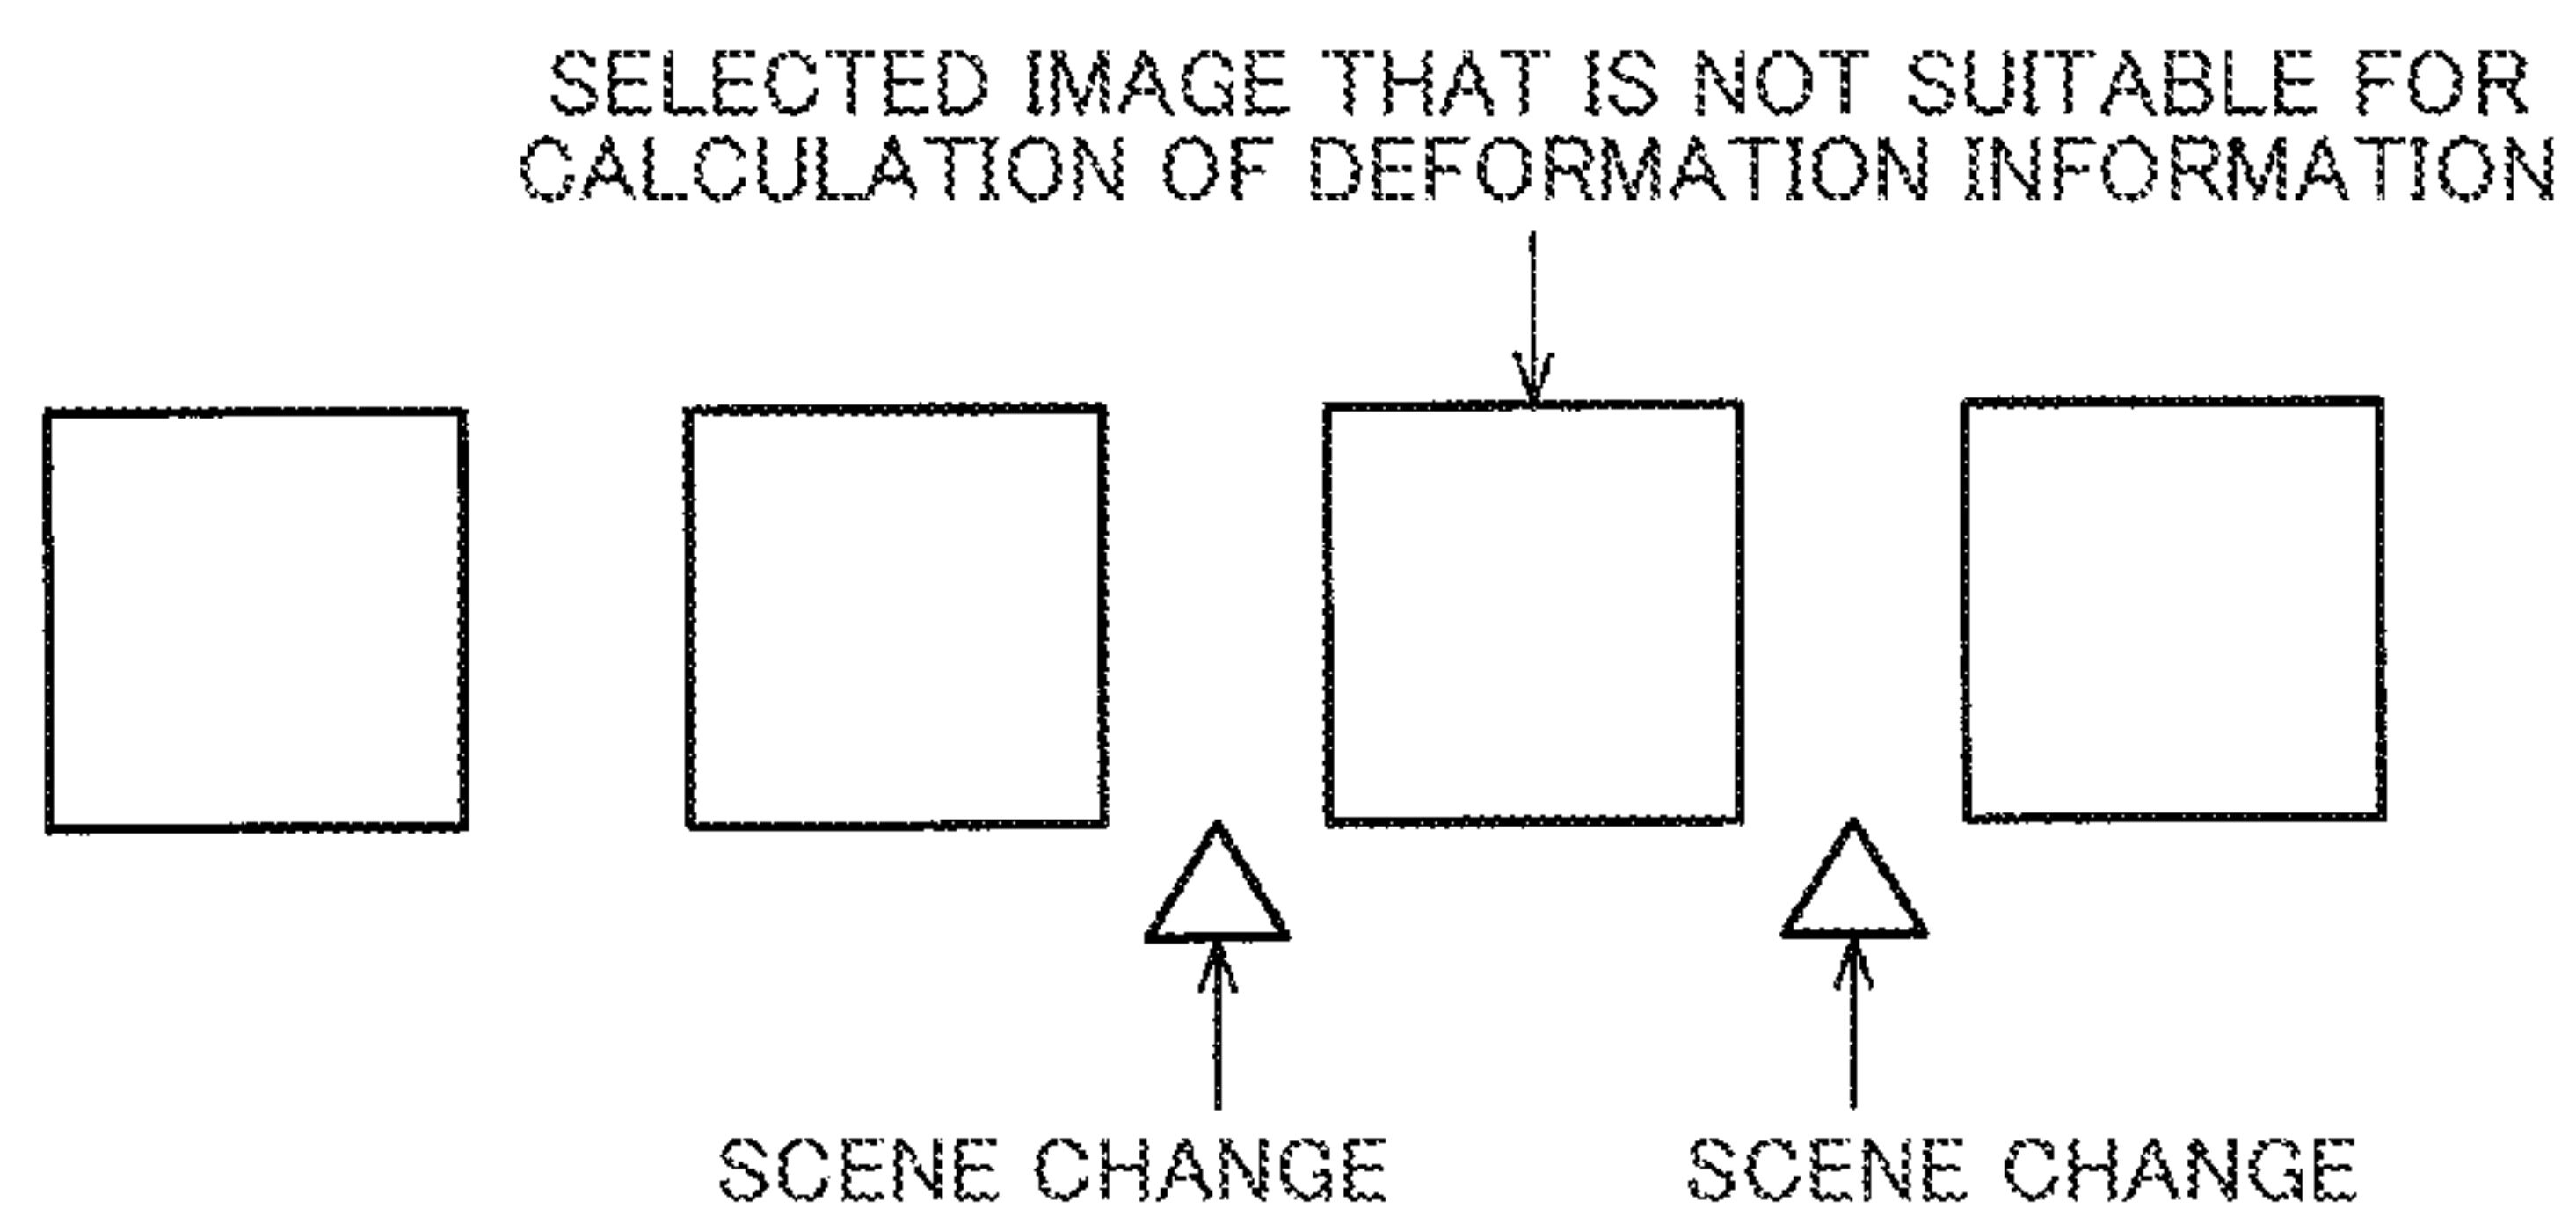 SELECTED IMAGE THAT IS NOT SUITABLE FOR
CALCULATION OF DEFORMATION INFORMATION
SCENE CHANGE
SCENE CHANGE